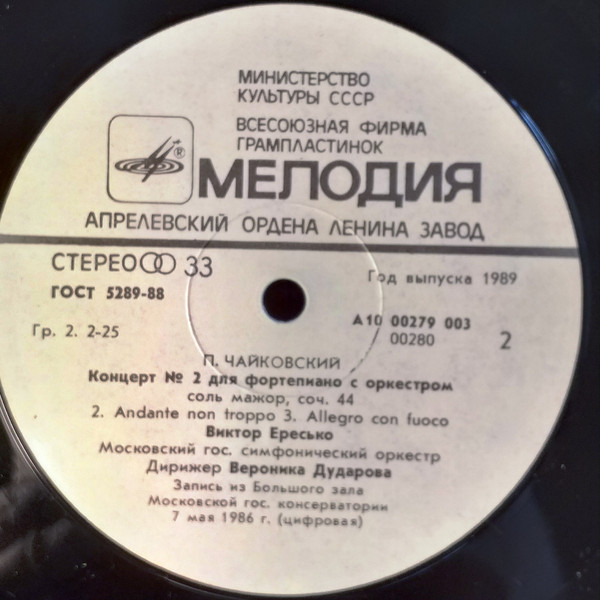 МИНИСТЕРСТВО
КУЛЬТУРЫ СССР
ВСЕСОЮЗНАЯ ФИРМА
ГРАМПЛАСТИНОК
®
МЕЛОДИЯ
АПРЕЛЕВСКИЙ ОРДЕНА ЛЕНИНА ЗАВОД
СТЕРЕО 33
Год выпуска 1989
ГОСТ 5289-88
Гр. 2. 2-25
А10 00279 003
00280
2
П. ЧАЙКОВСКИЙ
Концерт № 2 для фортепиано с оркестром
соль мажор, соч. 44
2. Andante non troppo 3. Allegro con fuoco
Виктор Ересько
Московский гос. симфонический оркестр
Дирижер Вероника Дударова
Запись из Большого зала
Московской гос. консерватории
7 мая 1986 г. (цифровая)